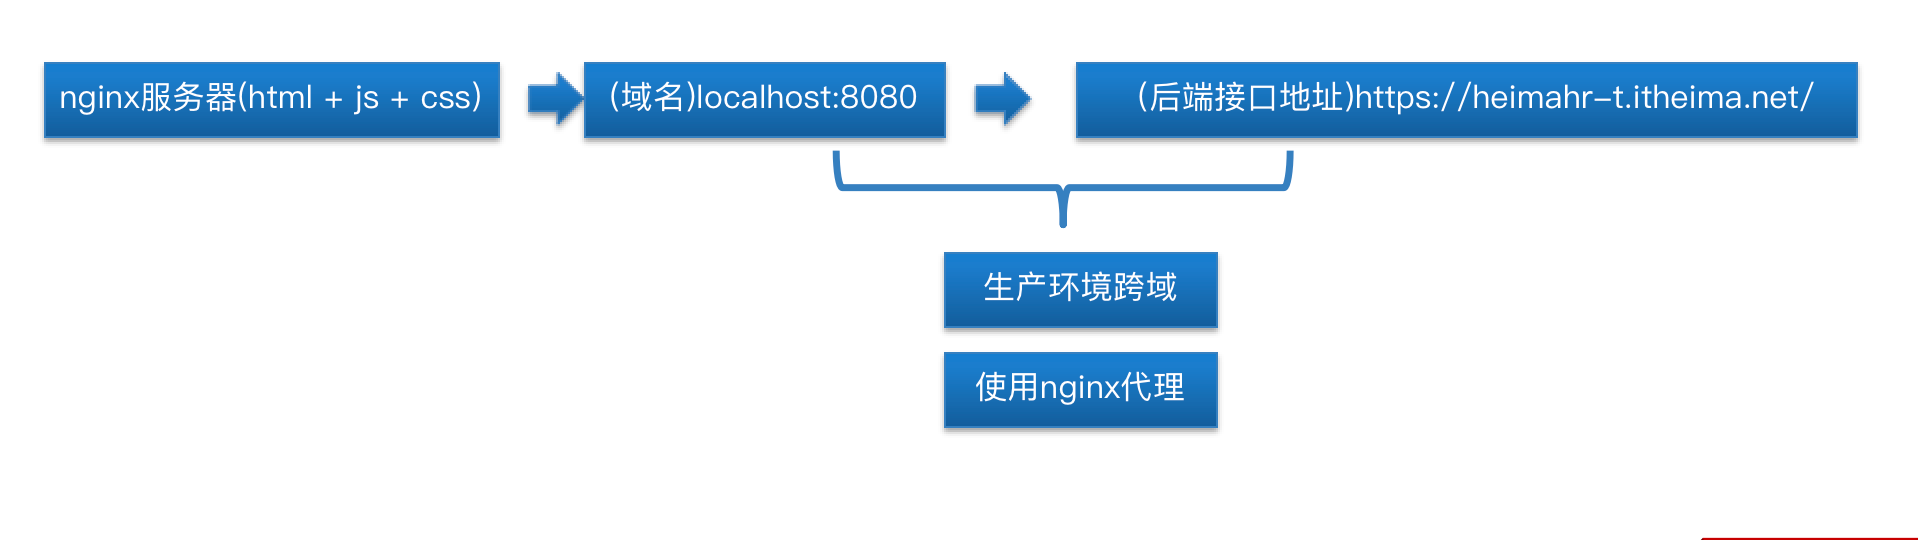 nginx服务器(html + js + css)
(域名)localhost:8080
(后端接口地址)https://heimahr-t.itheima.net/
生产环境跨域
使用nginx代理